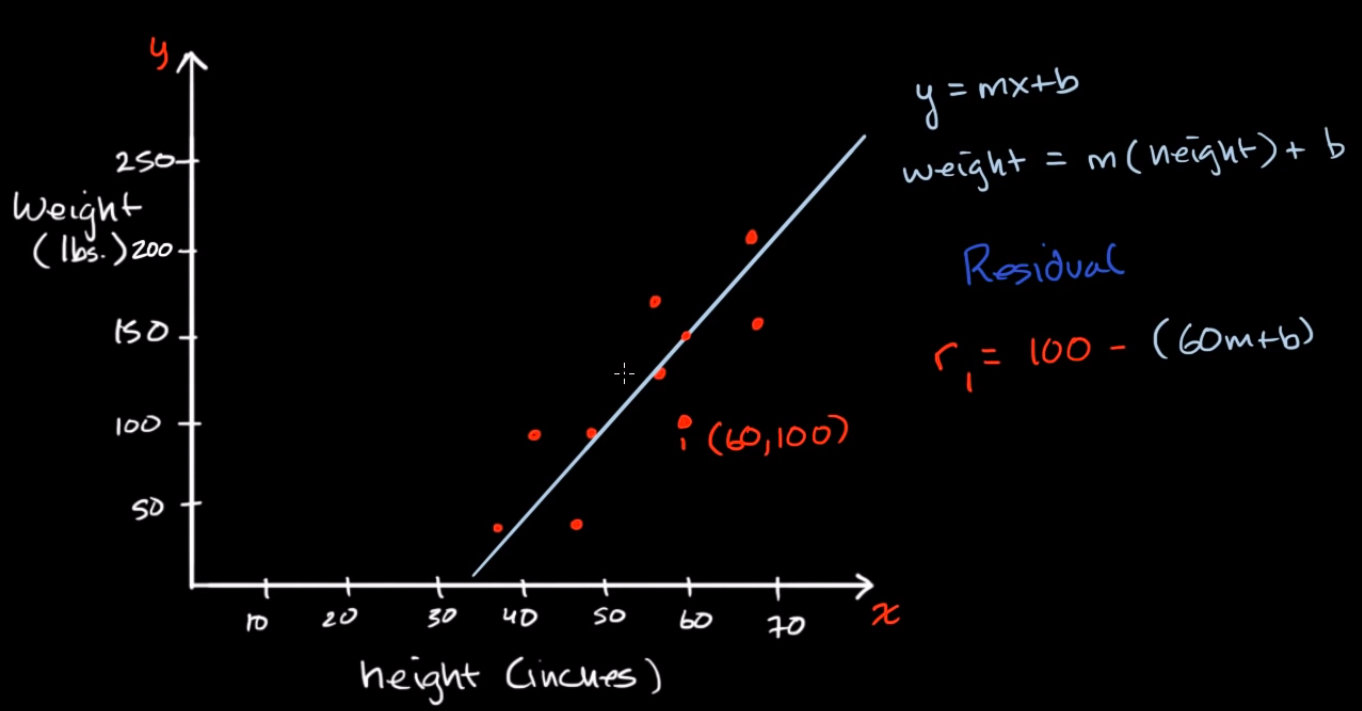 y
250
Weight
(lbs.)
200
150
100
50
10 20 30 40 50 60 70
x
height (inches)
(60,100)
y = mx+b
weight = m(height) + b
Residual
r₁ = 100 - (60m+b)